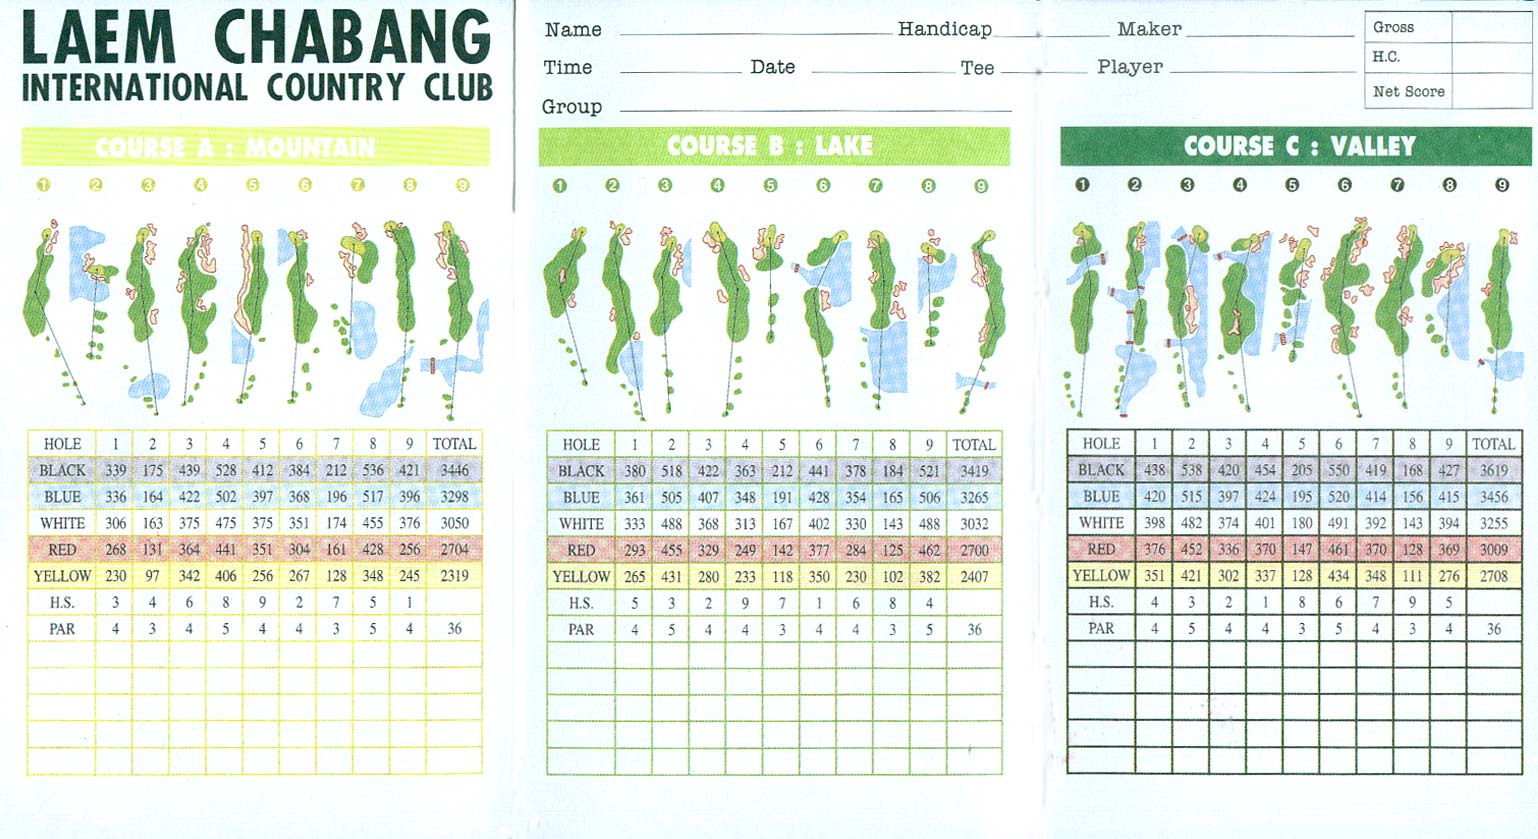 LAEM CHABANG
INTERNATIONAL COUNTRY CLUB
Name Handicap Maker
Time Date Tee Player
Group
Gross
H.C.
Net Score
COURSE A : MOUNTAIN
1 2 3 4 5 6 7 8 9
HOLE 1 2 3 4 5 6 7 8 9 TOTAL
BLACK 339 175 439 528 412 384 212 536 421 3446
BLUE 336 164 422 502 397 368 196 517 396 3298
WHITE 306 163 375 475 375 351 174 455 376 3050
RED 268 131 364 441 351 304 161 428 256 2704
YELLOW 230 97 342 406 256 267 128 348 245 2319
H.S. 3 4 6 8 9 2 7 5 1
PAR 4 3 4 5 4 4 3 5 4 36
COURSE B : LAKE
1 2 3 4 5 6 7 8 9
HOLE 1 2 3 4 5 6 7 8 9 TOTAL
BLACK 380 518 422 363 212 441 378 184 521 3419
BLUE 361 505 407 348 191 428 354 165 506 3265
WHITE 333 488 368 313 167 402 330 143 488 3032
RED 293 455 329 249 142 377 284 125 462 2700
YELLOW 265 431 280 233 118 350 230 102 382 2407
H.S. 5 3 2 9 7 1 6 8 4
PAR 4 5 4 4 3 4 4 3 5 36
COURSE C : VALLEY
1 2 3 4 5 6 7 8 9
HOLE 1 2 3 4 5 6 7 8 9 TOTAL
BLACK 438 538 420 454 205 550 419 168 427 3619
BLUE 420 515 397 424 195 520 414 156 415 3456
WHITE 398 482 374 401 180 491 392 143 394 3255
RED 376 452 336 370 147 461 370 128 369 3009
YELLOW 351 421 302 337 128 434 348 111 276 2708
H.S. 4 3 2 1 8 6 7 9 5
PAR 4 5 4 4 3 5 4 3 4 36